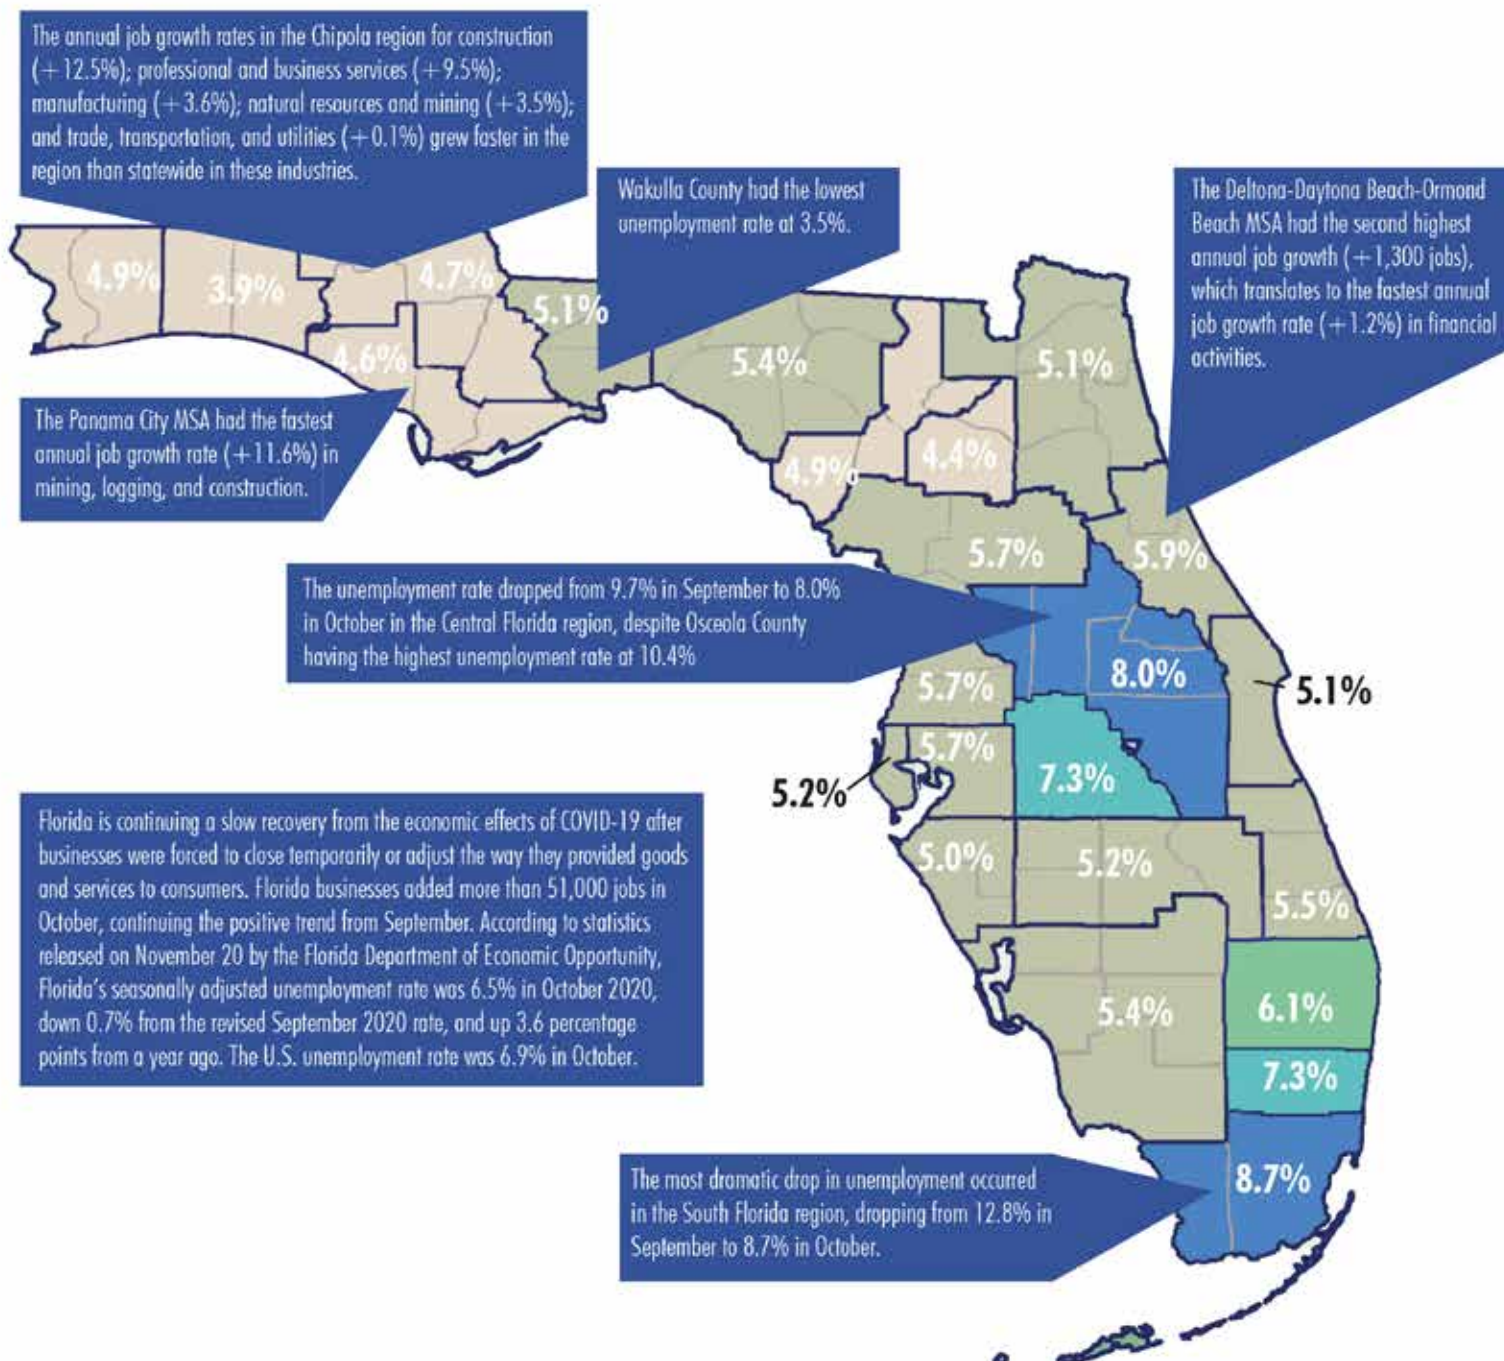 The annual job growth rates in the Chipola region for construction
(+12.5%); professional and business services (+9.5%);
manufacturing (+3.6%); natural resources and mining (+3.5%);
and trade, transportation, and utilities (+0.1%) grew faster in the
region than statewide in these industries.
Wakulla County had the lowest
unemployment rate at 3.5%.
The Deltona-Daytona Beach-Ormond
Beach MSA had the second highest
annual job growth (+1,300 jobs),
which translates to the fastest annual
job growth rate (+1.2%) in financial
activities.
4.9%
3.9%
4.7%
5.1%
4.6%
5.4%
5.1%
The Panama City MSA had the fastest
annual job growth rate (+11.6%) in
mining, logging, and construction.
4.9%
4.4%
5.7%
5.9%
The unemployment rate dropped from 9.7% in September to 8.0%
in October in the Central Florida region, despite Osceola County
having the highest unemployment rate at 10.4%
5.7%
8.0%
5.1%
5.7%
7.3%
5.2%
Florida is continuing a slow recovery from the economic effects of COVID-19 after
businesses were forced to close temporarily or adjust the way they provided goods
and services to consumers. Florida businesses added more than 51,000 jobs in
October, continuing the positive trend from September. According to statistics
released on November 20 by the Florida Department of Economic Opportunity,
Florida's seasonally adjusted unemployment rate was 6.5% in October 2020,
down 0.7% from the revised September 2020 rate, and up 3.6 percentage
points from a year ago. The U.S. unemployment rate was 6.9% in October.
5.0%
5.2%
5.5%
5.4%
6.1%
7.3%
The most dramatic drop in unemployment occurred
in the South Florida region, dropping from 12.8% in
September to 8.7% in October.
8.7%